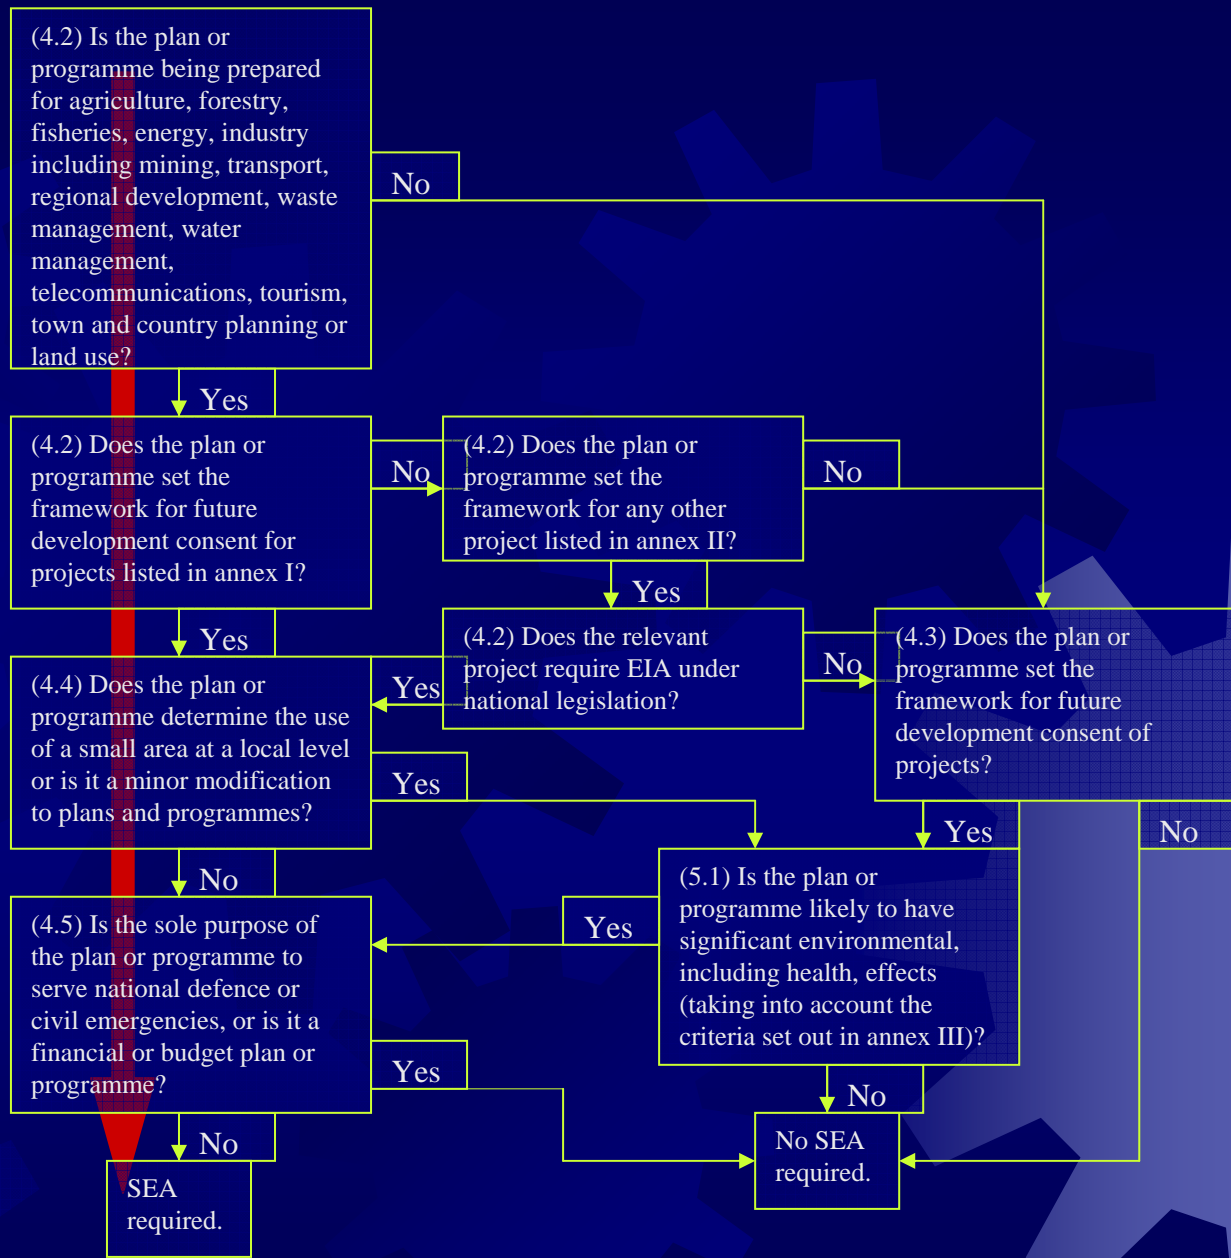 (4.2) Is the plan or
programme being prepared
for agriculture, forestry,
fisheries, energy, industry
including mining, transport,
regional development, waste
management, water
management,
telecommunications, tourism,
town and country planning or
land use?
No
Yes
(4.2) Does the plan or
programme set the
framework for future
development consent for
projects listed in annex I?
No
(4.2) Does the plan or
programme set the
framework for any other
project listed in annex II?
No
Yes
Yes
(4.2) Does the relevant
project require EIA under
national legislation?
Yes
No
(4.3) Does the plan or
programme set the
framework for future
development consent of
projects?
(4.4) Does the plan or
programme determine the use
of a small area at a local level
or is it a minor modification
to plans and programmes?
Yes
Yes
No
No
(5.1) Is the plan or
programme likely to have
significant environmental,
including health, effects
(taking into account the
criteria set out in annex III)?
Yes
(4.5) Is the sole purpose of
the plan or programme to
serve national defence or
civil emergencies, or is it a
financial or budget plan or
programme?
Yes
No
No
No SEA
required.
SEA
required.